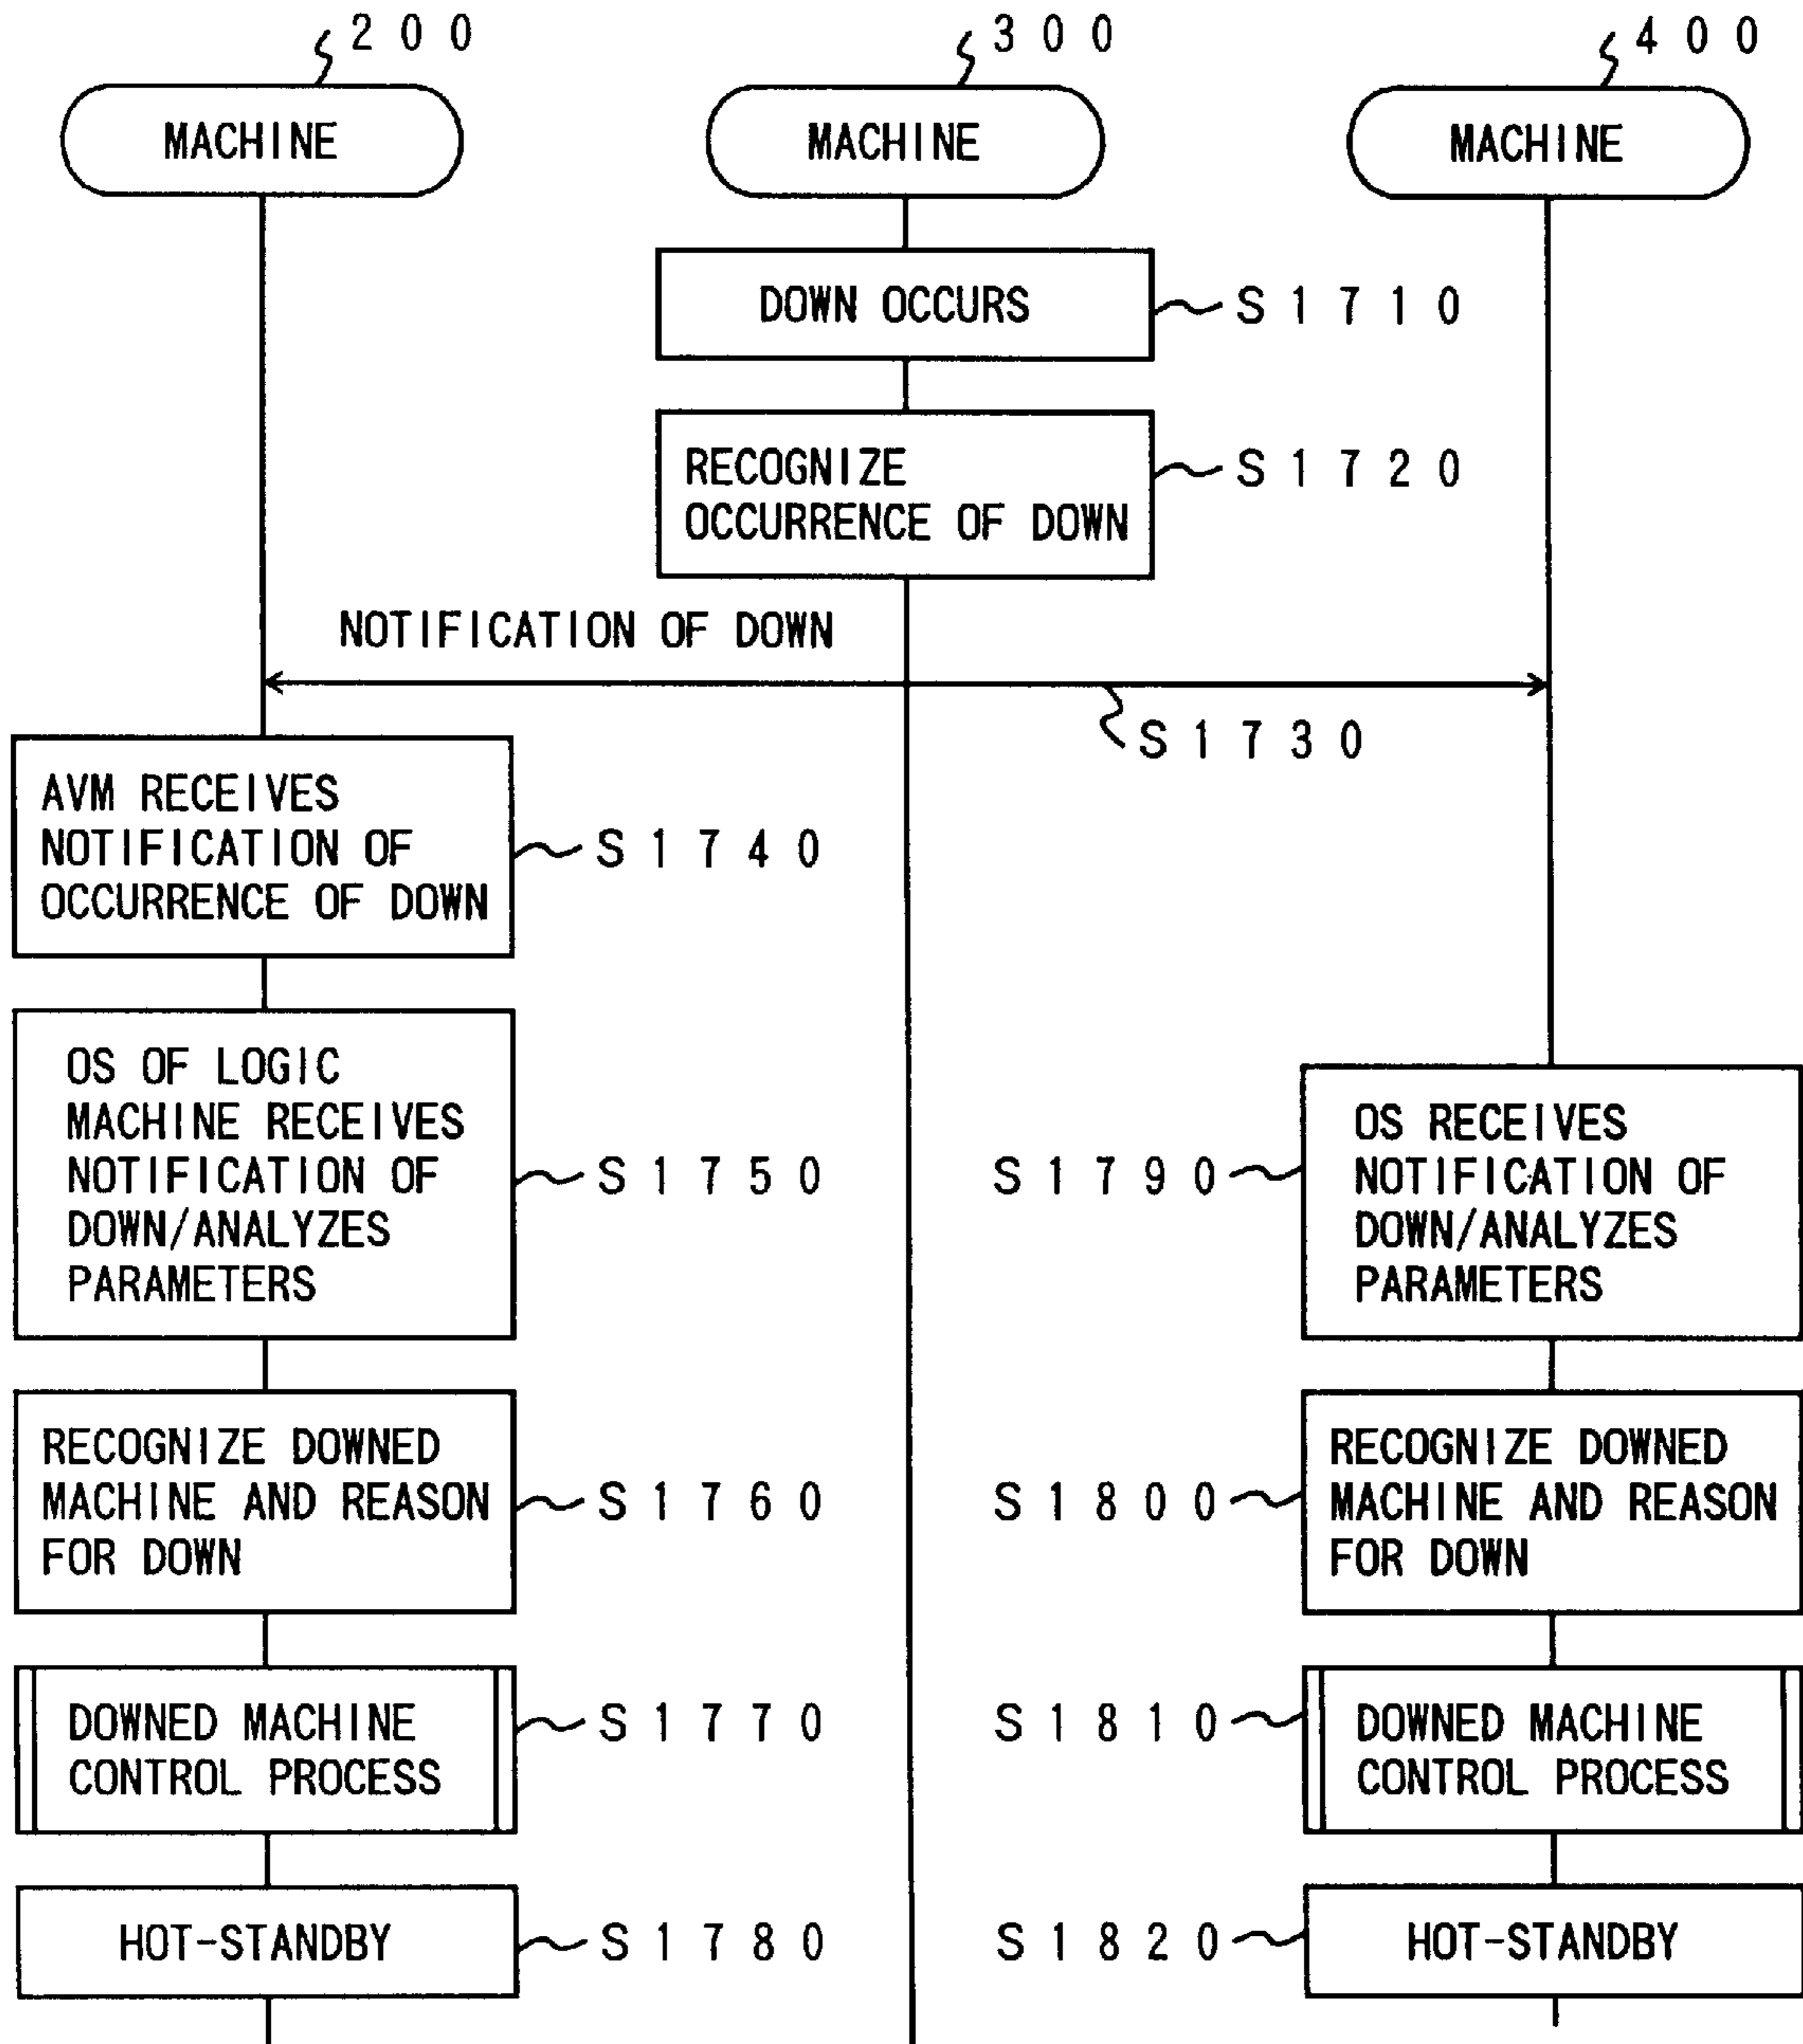 200
300
400
MACHINE
MACHINE
MACHINE
DOWN OCCURS
S1710
RECOGNIZE
OCCURRENCE OF DOWN
S1720
NOTIFICATION OF DOWN
S1730
AVM RECEIVES
NOTIFICATION OF
OCCURRENCE OF DOWN
S1740
OS OF LOGIC
MACHINE RECEIVES
NOTIFICATION OF
DOWN/ANALYZES
PARAMETERS
S1750
S1790
OS RECEIVES
NOTIFICATION OF
DOWN/ANALYZES
PARAMETERS
RECOGNIZE DOWNED
MACHINE AND REASON
FOR DOWN
S1760
S1800
RECOGNIZE DOWNED
MACHINE AND REASON
FOR DOWN
DOWNED MACHINE
CONTROL PROCESS
S1770
S1810
DOWNED MACHINE
CONTROL PROCESS
HOT-STANDBY
S1780
S1820
HOT-STANDBY